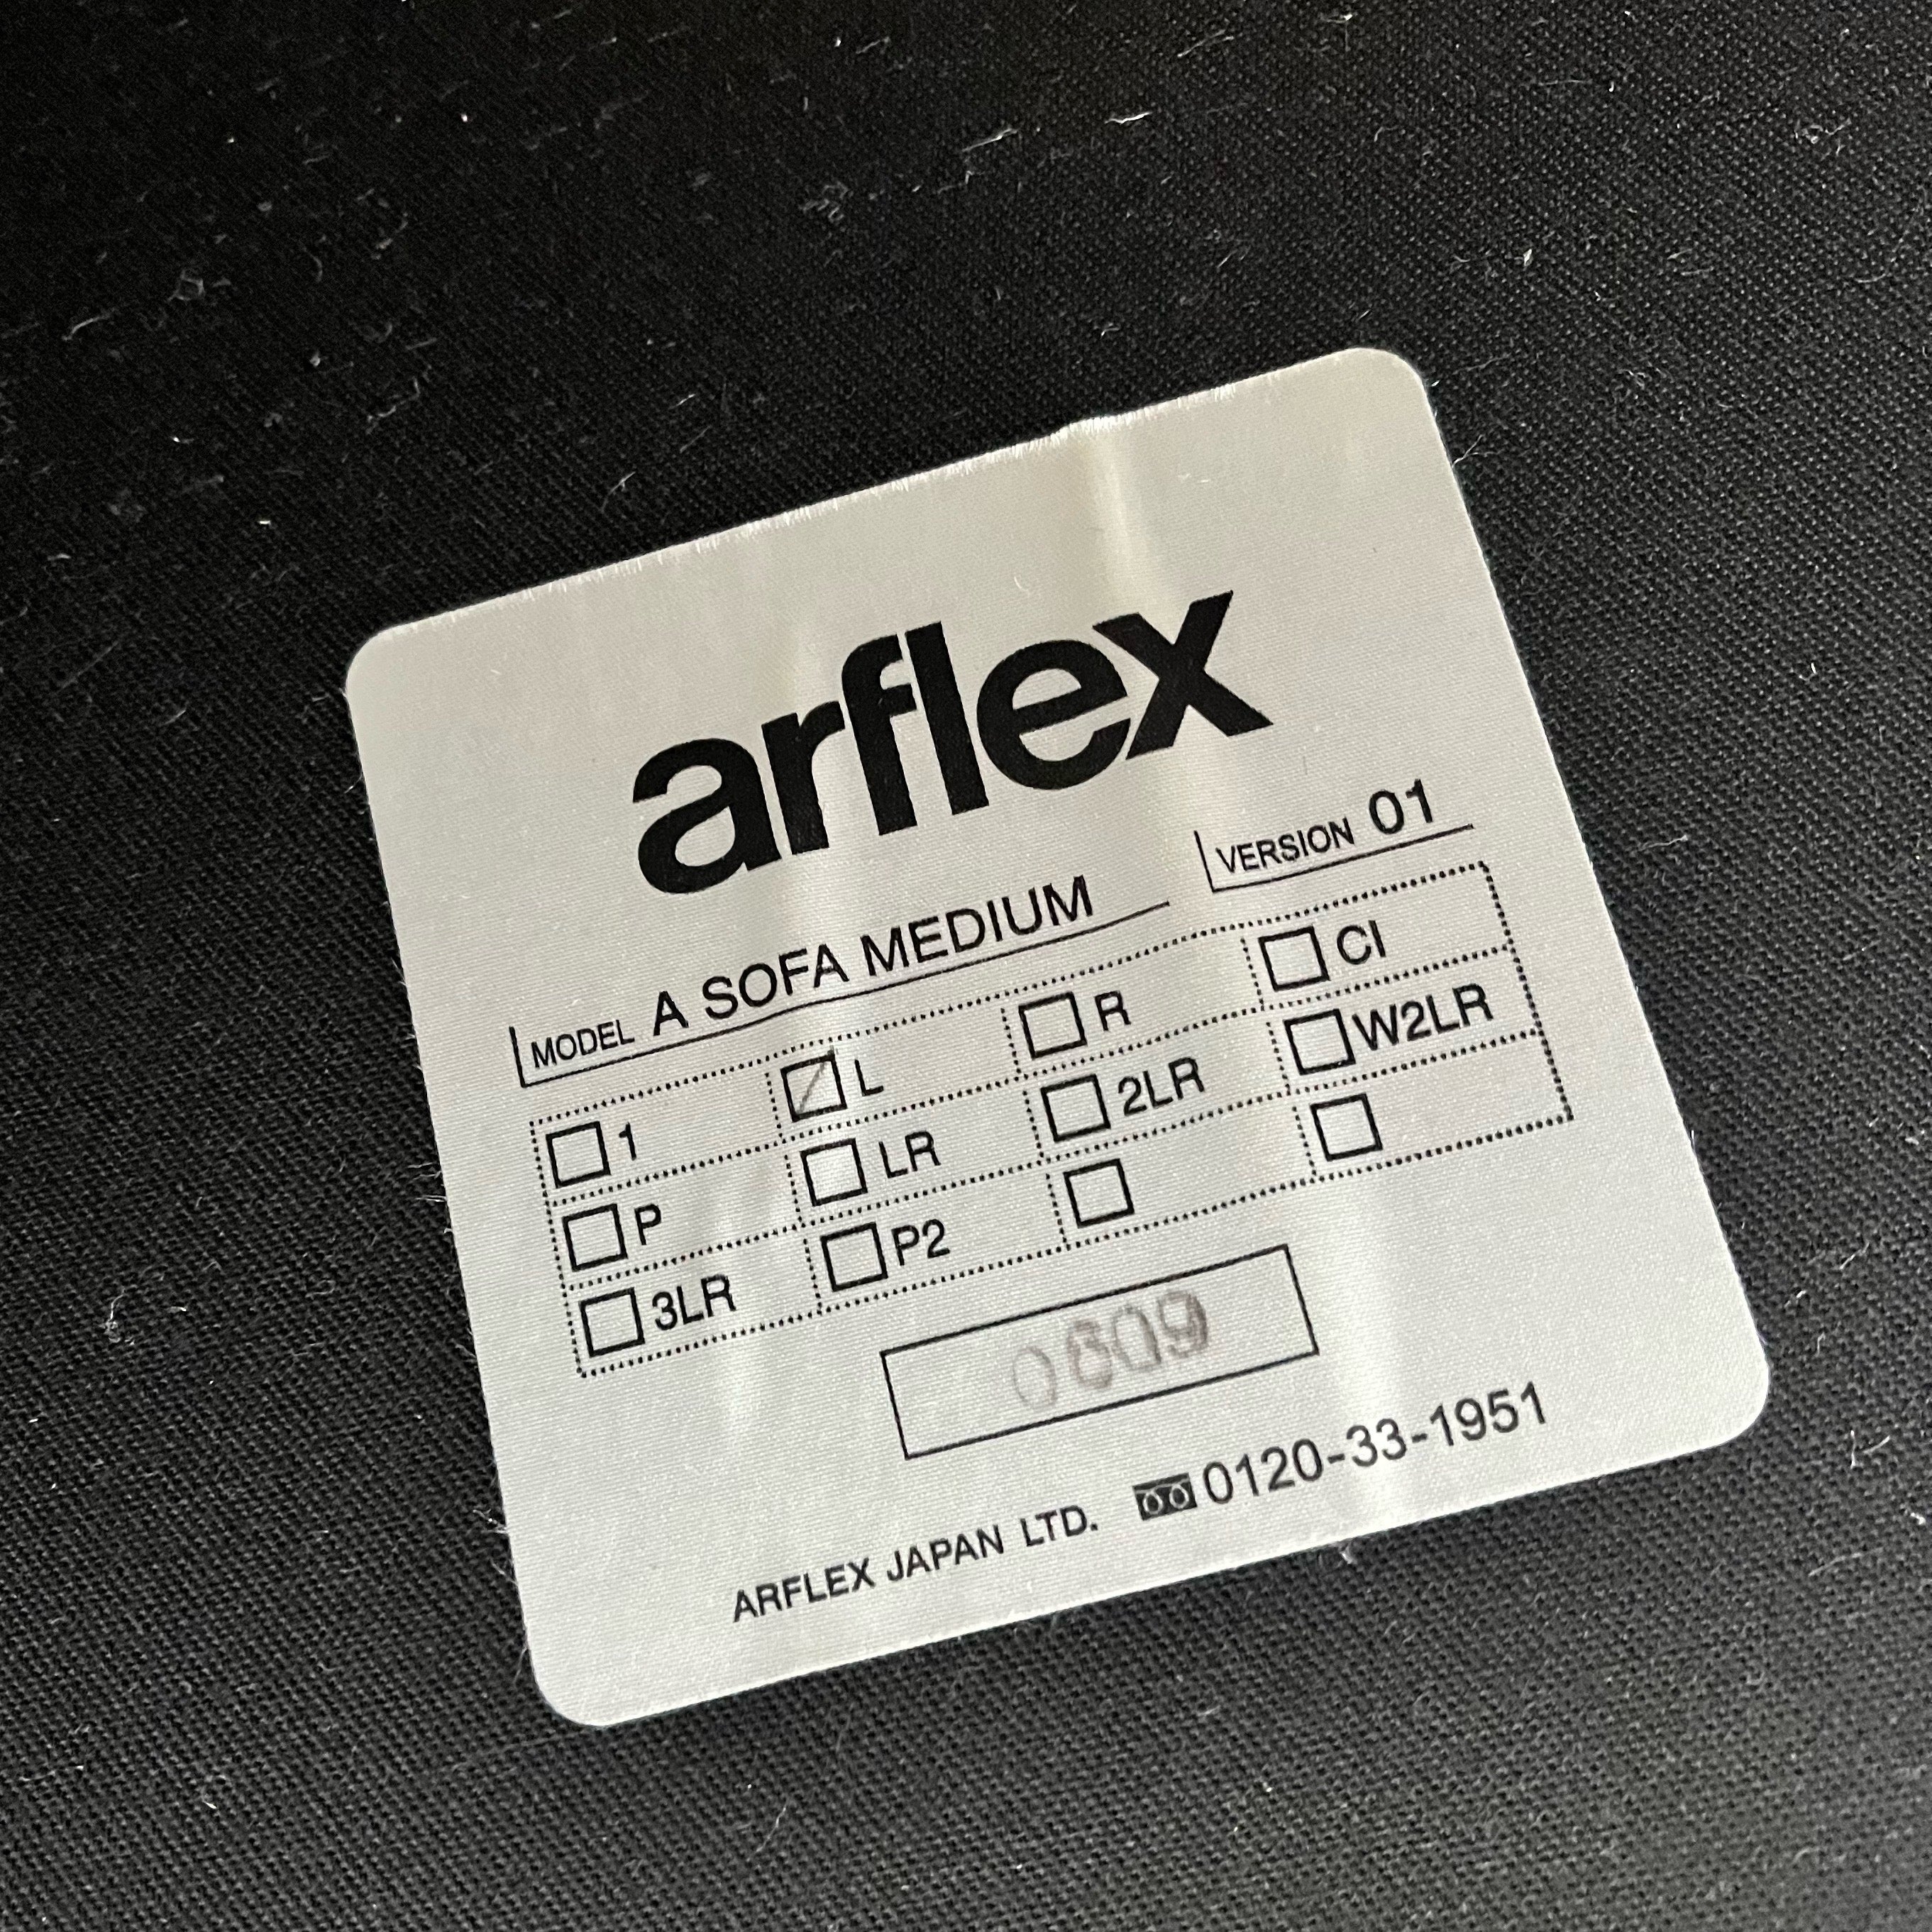 arflex
MODEL A SOFA MEDIUM VERSION 01
1 L R CI
P LR 2LR W2LR
3LR P2
0809
ARFLEX JAPAN LTD. 0120-33-1951